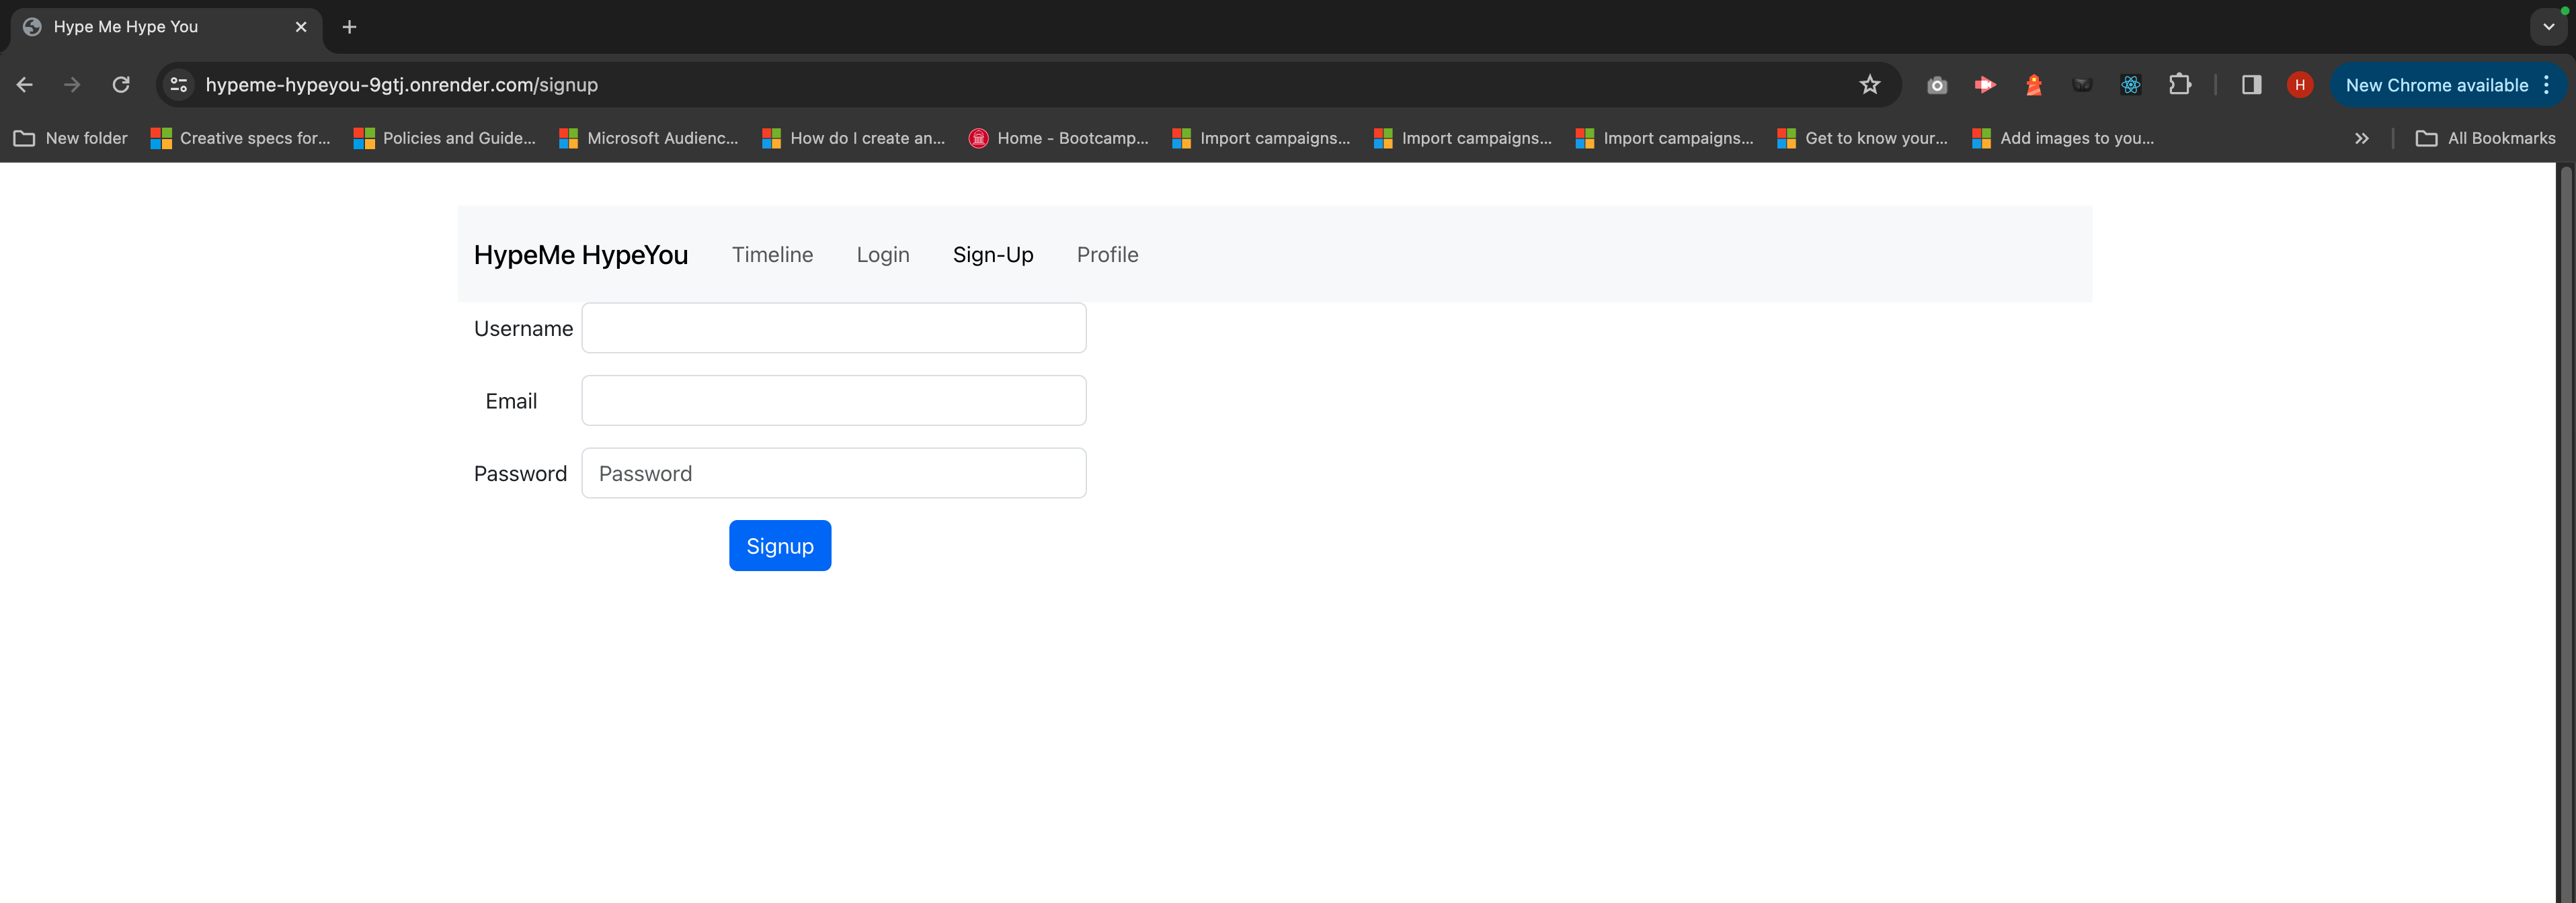 Hype Me Hype You
hypeme-hypeyou-9gtj.onrender.com/signup
H
New Chrome available
New folder
Creative specs for...
Policies and Guide...
Microsoft Audienc...
How do I create an...
Home - Bootcamp...
Import campaigns...
Import campaigns...
Import campaigns...
Get to know your...
Add images to you...
All Bookmarks
HypeMe HypeYou Timeline Login Sign-Up Profile
Username
Email
Password Password
Signup